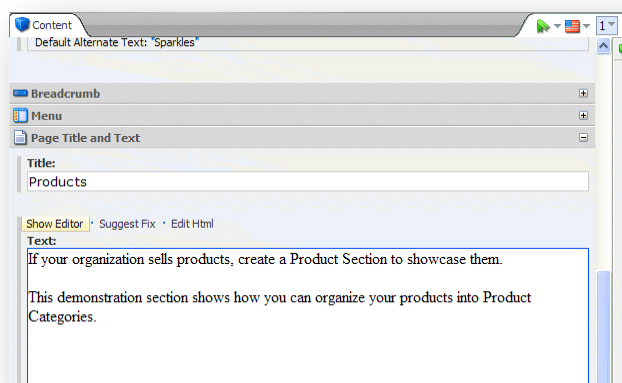 Content
1
Default Alternate Text: "Sparkles"
Breadcrumb
Menu
Page Title and Text
Title:
Products
Show Editor · Suggest Fix · Edit Html
Text:
If your organization sells products, create a Product Section to showcase them.
This demonstration section shows how you can organize your products into Product
Categories.